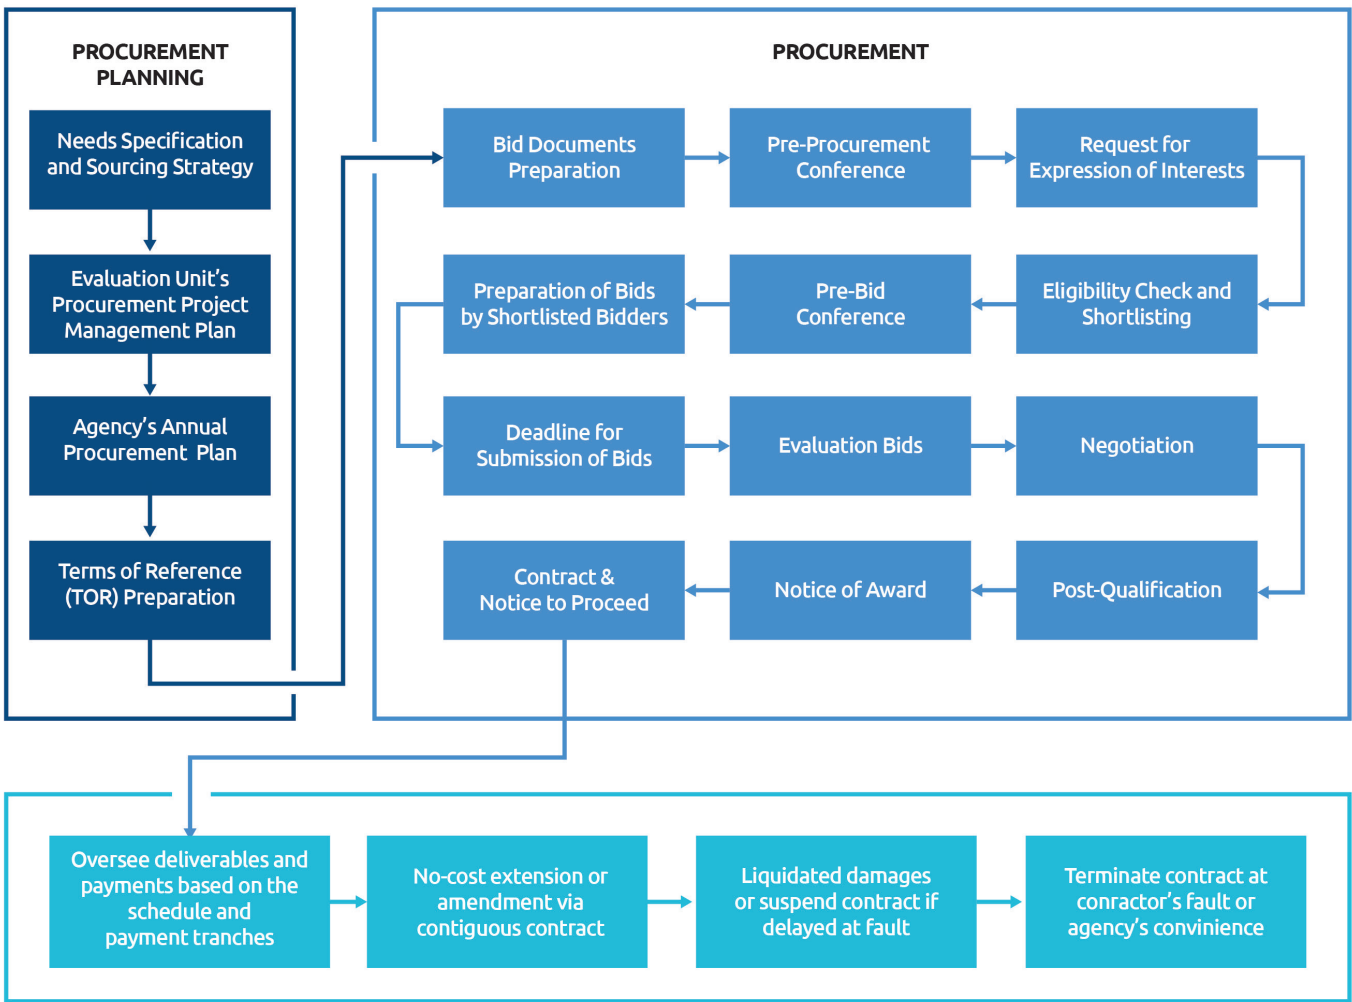 PROCUREMENT
PLANNING
Needs Specification
and Sourcing Strategy
Evaluation Unit’s
Procurement Project
Management Plan
Agency’s Annual
Procurement Plan
Terms of Reference
(TOR) Preparation
PROCUREMENT
Bid Documents
Preparation
Pre-Procurement
Conference
Request for
Expression of Interests
Eligibility Check and
Shortlisting
Pre-Bid
Conference
Preparation of Bids
by Shortlisted Bidders
Deadline for
Submission of Bids
Evaluation Bids
Negotiation
Post-Qualification
Notice of Award
Contract &
Notice to Proceed
Oversee deliverables and
payments based on the
schedule and
payment tranches
No-cost extension or
amendment via
contiguous contract
Liquidated damages
or suspend contract if
delayed at fault
Terminate contract at
conractor’s fault or
agency’s convinience